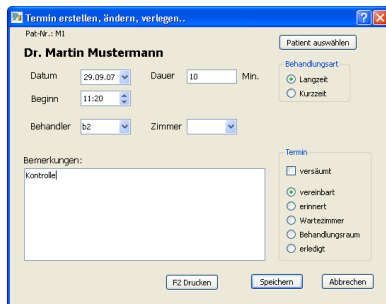 Termin erstellen, ändern, verlegen..
Pat-Nr.: M1
Patient auswählen
Dr. Martin Mustermann
Behandlungsart
Datum 29.09.07 Dauer 10 Min.
Langzeit
Kurzzeit
Beginn 11:20
Behandler b2 Zimmer
Bemerkungen:
Kontrolle
Termin
versäumt
vereinbart
erinnert
Wartezimmer
Behandlungsraum
erledigt
F2 Drucken Speichern Abbrechen